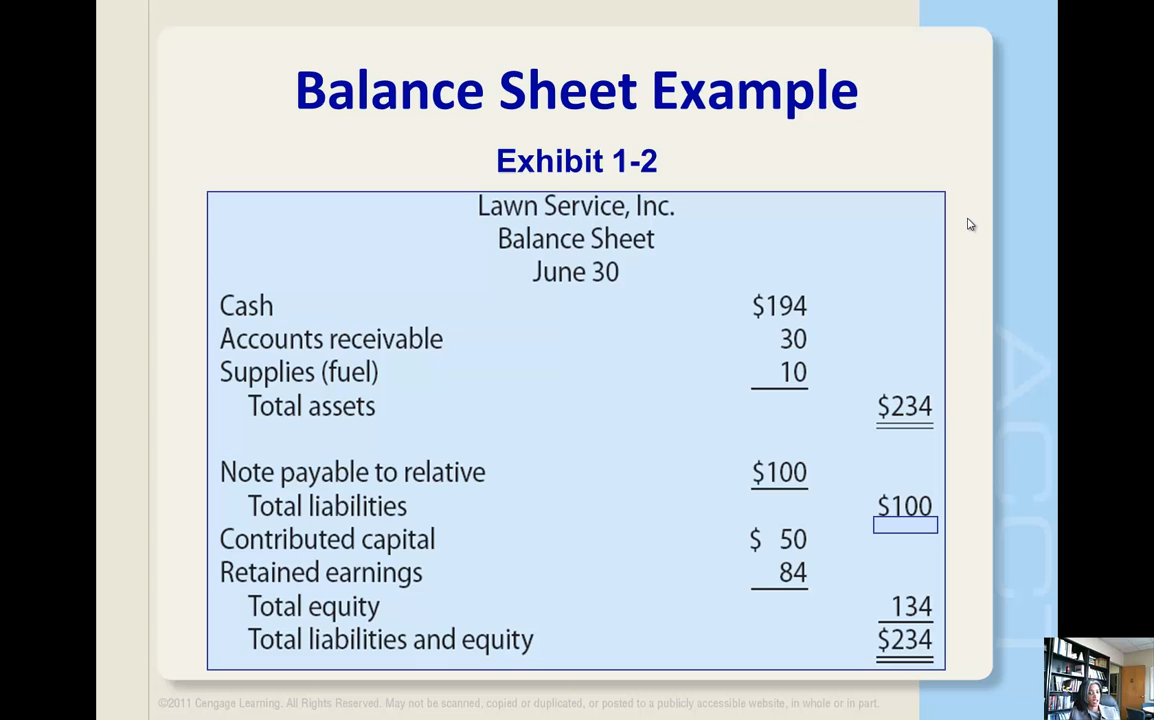 Balance Sheet Example
Exhibit 1-2
Lawn Service, Inc.
Balance Sheet
June 30
Cash $194
Accounts receivable 30
Supplies (fuel) 10
Total assets $234
Note payable to relative $100
Total liabilities $100
Contributed capital $ 50
Retained earnings 84
Total equity 134
Total liabilities and equity $234
©2011 Cengage Learning. All Rights Reserved. May not be scanned, copied or duplicated, or posted to a publicly accessible website, in whole or in part.
ACCT